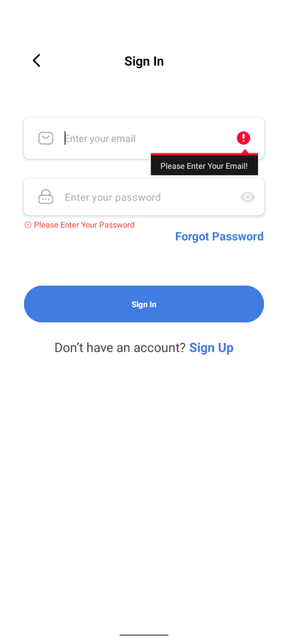 Sign In
Enter your email
Please Enter Your Email!
Enter your password
Please Enter Your Password
Forgot Password
Sign In
Don't have an account? Sign Up